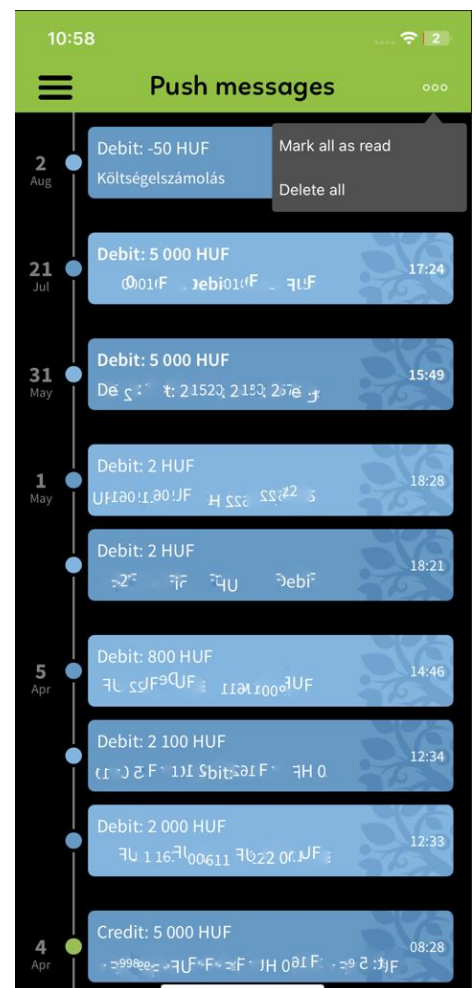 10:58
2
Push messages
Mark all as read
Delete all
2
Aug
Debit: -50 HUF
Költségelszámolás
21
Jul
Debit: 5 000 HUF
17:24
31
May
Debit: 5 000 HUF
15:49
1
May
Debit: 2 HUF
18:28
Debit: 2 HUF
18:21
5
Apr
Debit: 800 HUF
14:46
Debit: 2 100 HUF
12:34
Debit: 2 000 HUF
12:33
4
Apr
Credit: 5 000 HUF
08:28